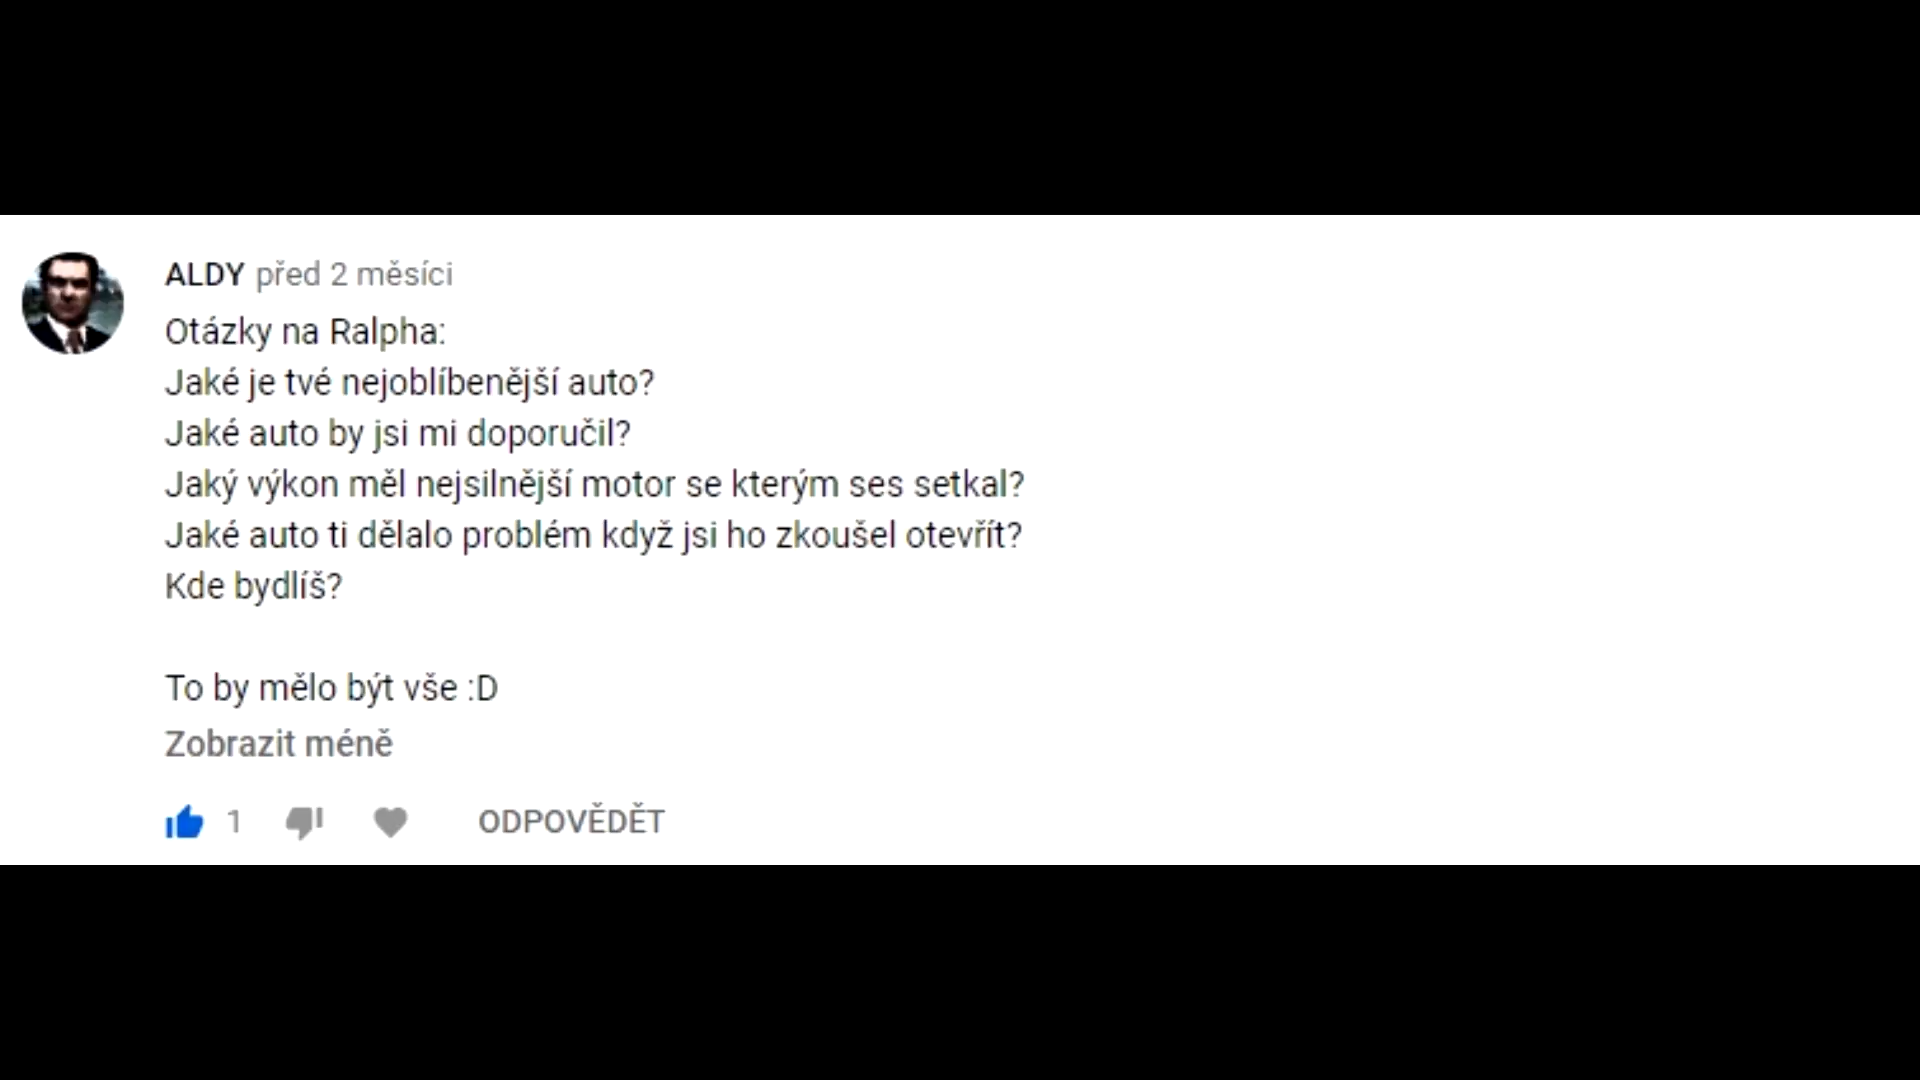 ALDY před 2 měsíci
Otázky na Ralpha:
Jaké je tvé nejoblíbenější auto?
Jaké auto by jsi mi doporučil?
Jaký výkon měl nejsilnější motor se kterým ses setkal?
Jaké auto ti dělalo problém když jsi ho zkoušel otevřít?
Kde bydlíš?
To by mělo být vše :D
Zobrazit méně
1 ODPOVĚDĚT